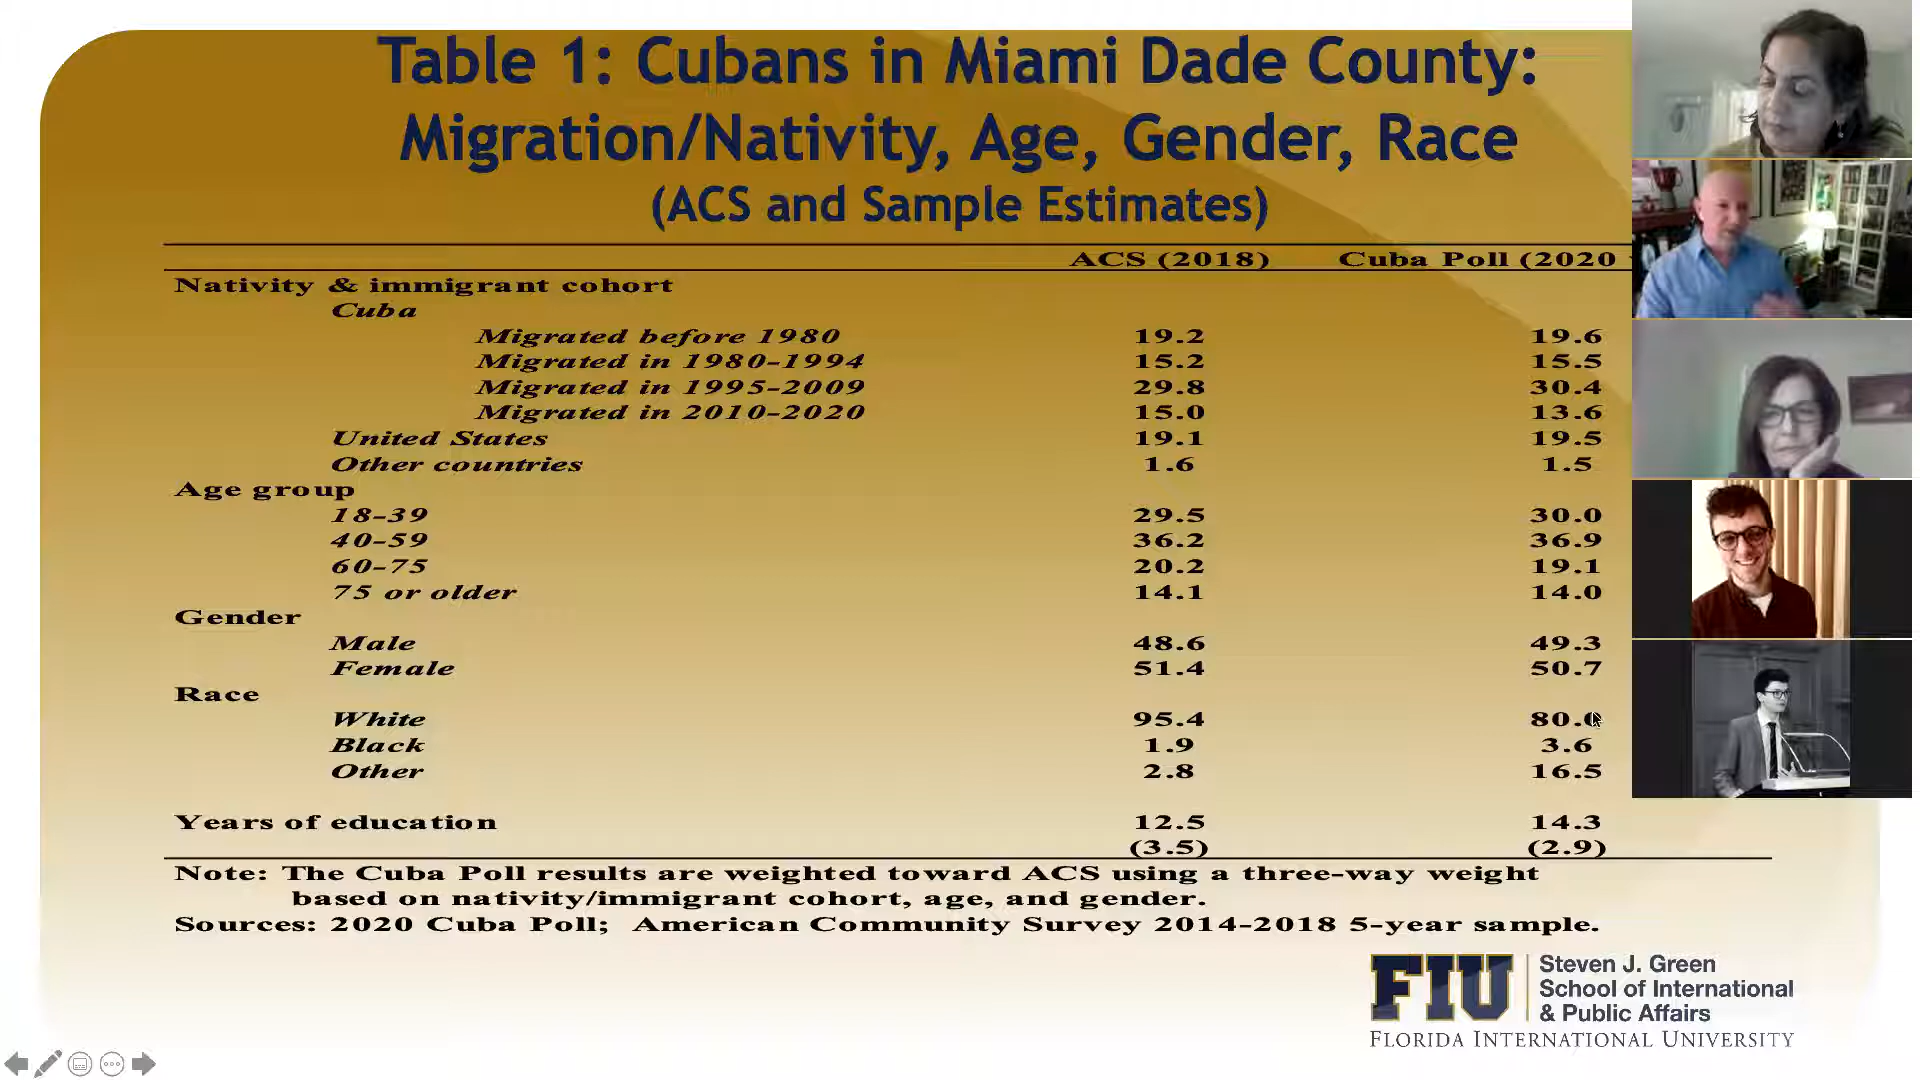 Table 1: Cubans in Miami Dade County:
Migration/Nativity, Age, Gender, Race
(ACS and Sample Estimates)
ACS (2018) Cuba Poll (2020
Nativity & immigrant cohort
Cuba
Migrated before 1980 19.2 19.6
Migrated in 1980-1994 15.2 15.5
Migrated in 1995-2009 29.8 30.4
Migrated in 2010-2020 15.0 13.6
United States 19.1 19.5
Other countries 1.6 1.5
Age group
18-39 29.5 30.0
40-59 36.2 36.9
60-75 20.2 19.1
75 or older 14.1 14.0
Gender
Male 48.6 49.3
Female 51.4 50.7
Race
White 95.4
Black 1.9 3.6
Other 2.8 16.5
Years of education 12.5 14.3
(3.5) (2.9)
Note: The Cuba Poll results are weighted toward ACS using a three-way weight
based on nativity/immigrant cohort, age, and gender.
Sources: 2020 Cuba Poll; American Community Survey 2014-2018 5-year sample.
FIU
Steven J. Green
School of International
& Public Affairs
FLORIDA INTERNATIONAL UNIVERSITY